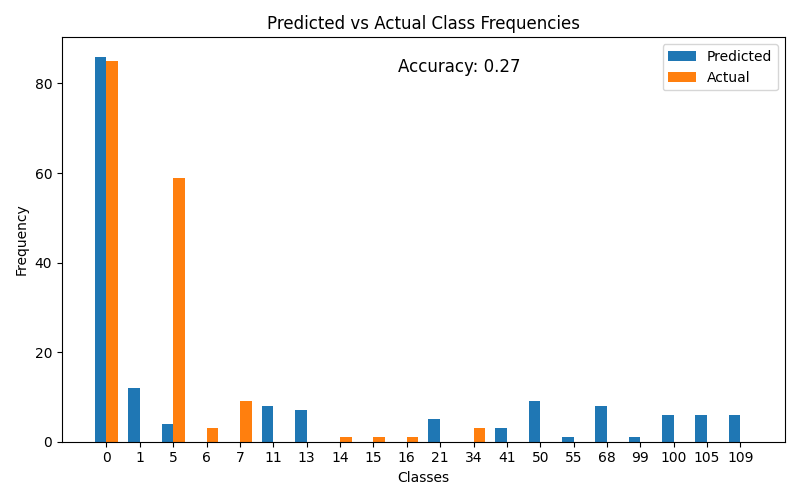 Predicted vs Actual Class Frequencies
Accuracy: 0.27
Predicted
Actual
Frequency
80
60
40
20
0
0 1 5 6 7 11 13 14 15 16 21 34 41 50 55 68 99 100 105 109
Classes